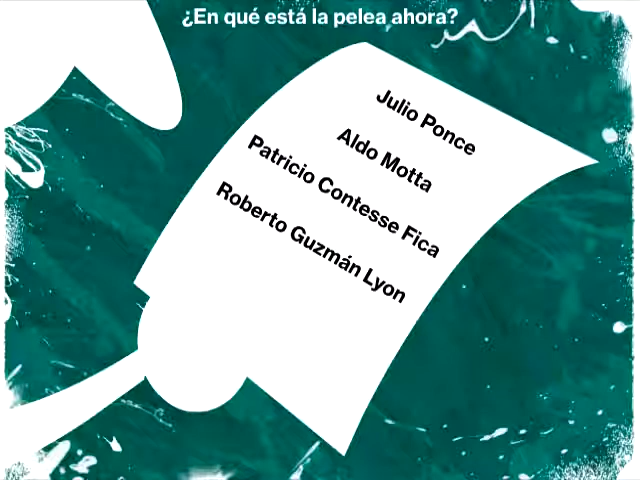 ¿En qué está la pelea ahora?
Julio Ponce
Aldo Motta
Patricio Contesse Fica
Roberto Guzmán Lyon